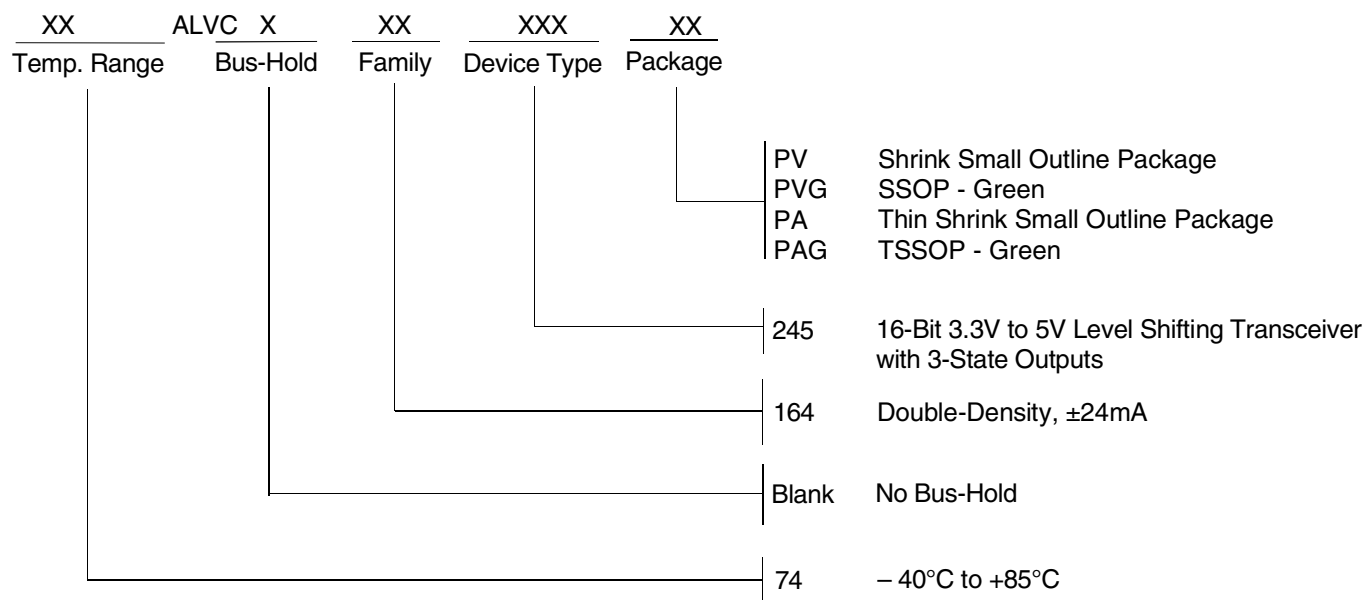 XX ALVC X XX XXX XX
Temp. Range Bus-Hold Family Device Type Package
PV Shrink Small Outline Package
PVG SSOP - Green
PA Thin Shrink Small Outline Package
PAG TSSOP - Green
245 16-Bit 3.3V to 5V Level Shifting Transceiver
with 3-State Outputs
164 Double-Density, ±24mA
Blank No Bus-Hold
74 – 40°C to +85°C